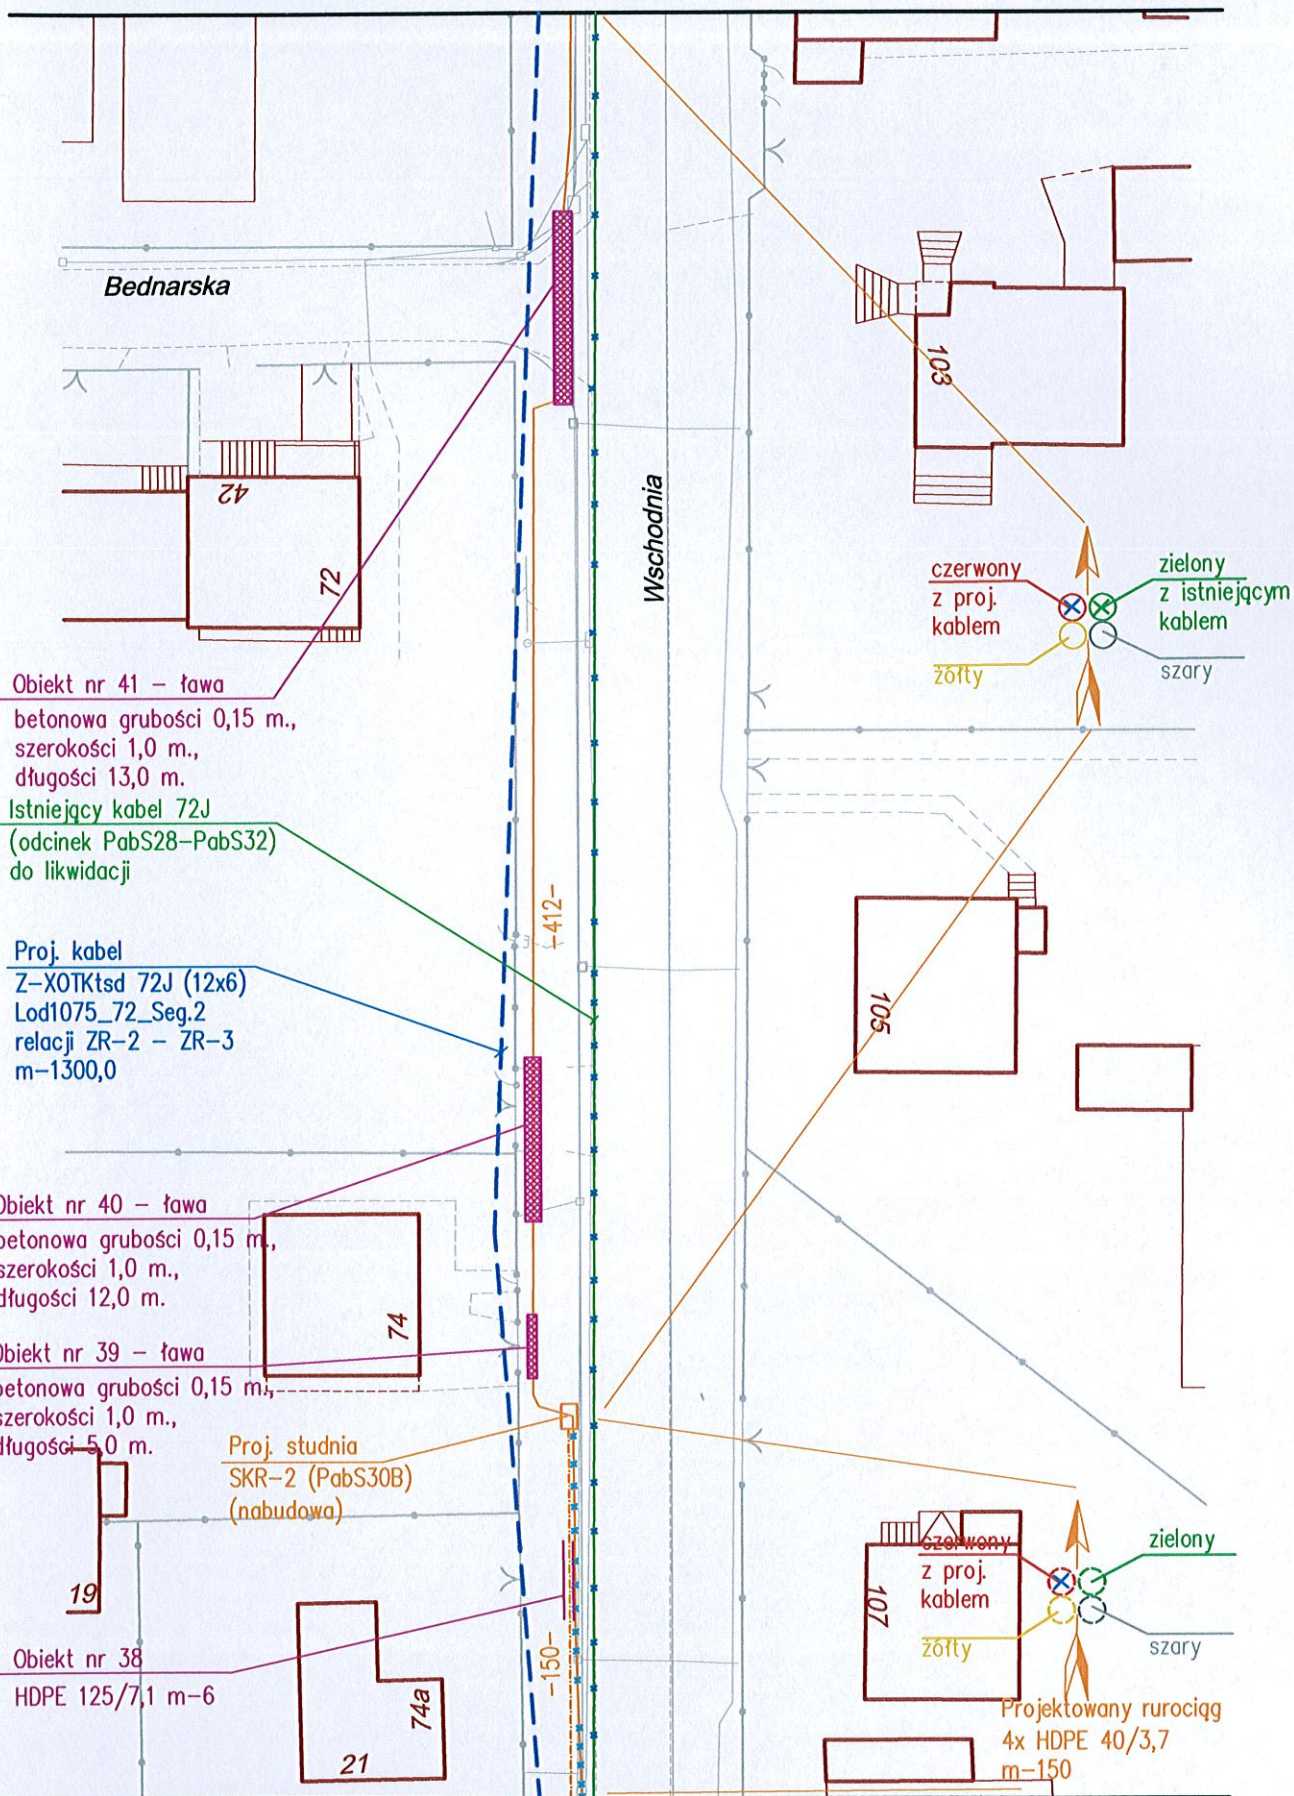 Bednarska
103
42
72
Wschodnia
czerwony
z proj.
kablem
zielony
z istniejącym
kablem
żółty
szary
Obiekt nr 41 – ława
betonowa grubości 0,15 m.,
szerokości 1,0 m.,
długości 13,0 m.
Istniejący kabel 72J
(odcinek PabS28–PabS32)
do likwidacji
-412-
Proj. kabel
Z–XOTKtsd 72J (12x6)
Lod1075_72_Seg.2
relacji ZR–2 – ZR–3
m–1300,0
105
Obiekt nr 40 – ława
betonowa grubości 0,15 m.,
szerokości 1,0 m.,
długości 12,0 m.
74
Obiekt nr 39 – ława
betonowa grubości 0,15 m.,
szerokości 1,0 m.,
długości 5,0 m.
Proj. studnia
SKR–2 (PabS30B)
(nabudowa)
19
czerwony
z proj.
kablem
zielony
107
żółty
szary
-150-
Obiekt nr 38
HDPE 125/7,1 m–6
74a
21
Projektowany rurociąg
4x HDPE 40/3,7
m–150